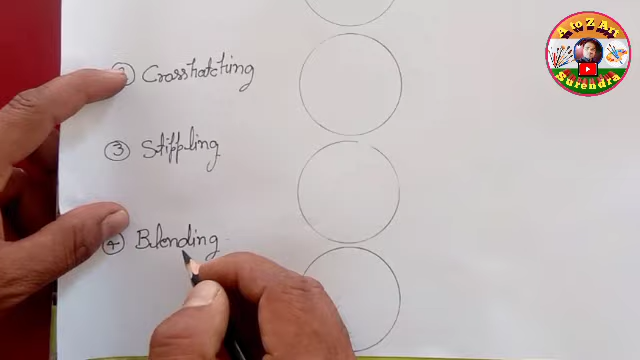 ② Crosshatching
③ Stippling
④ Blending
A to Z Art
Surendra